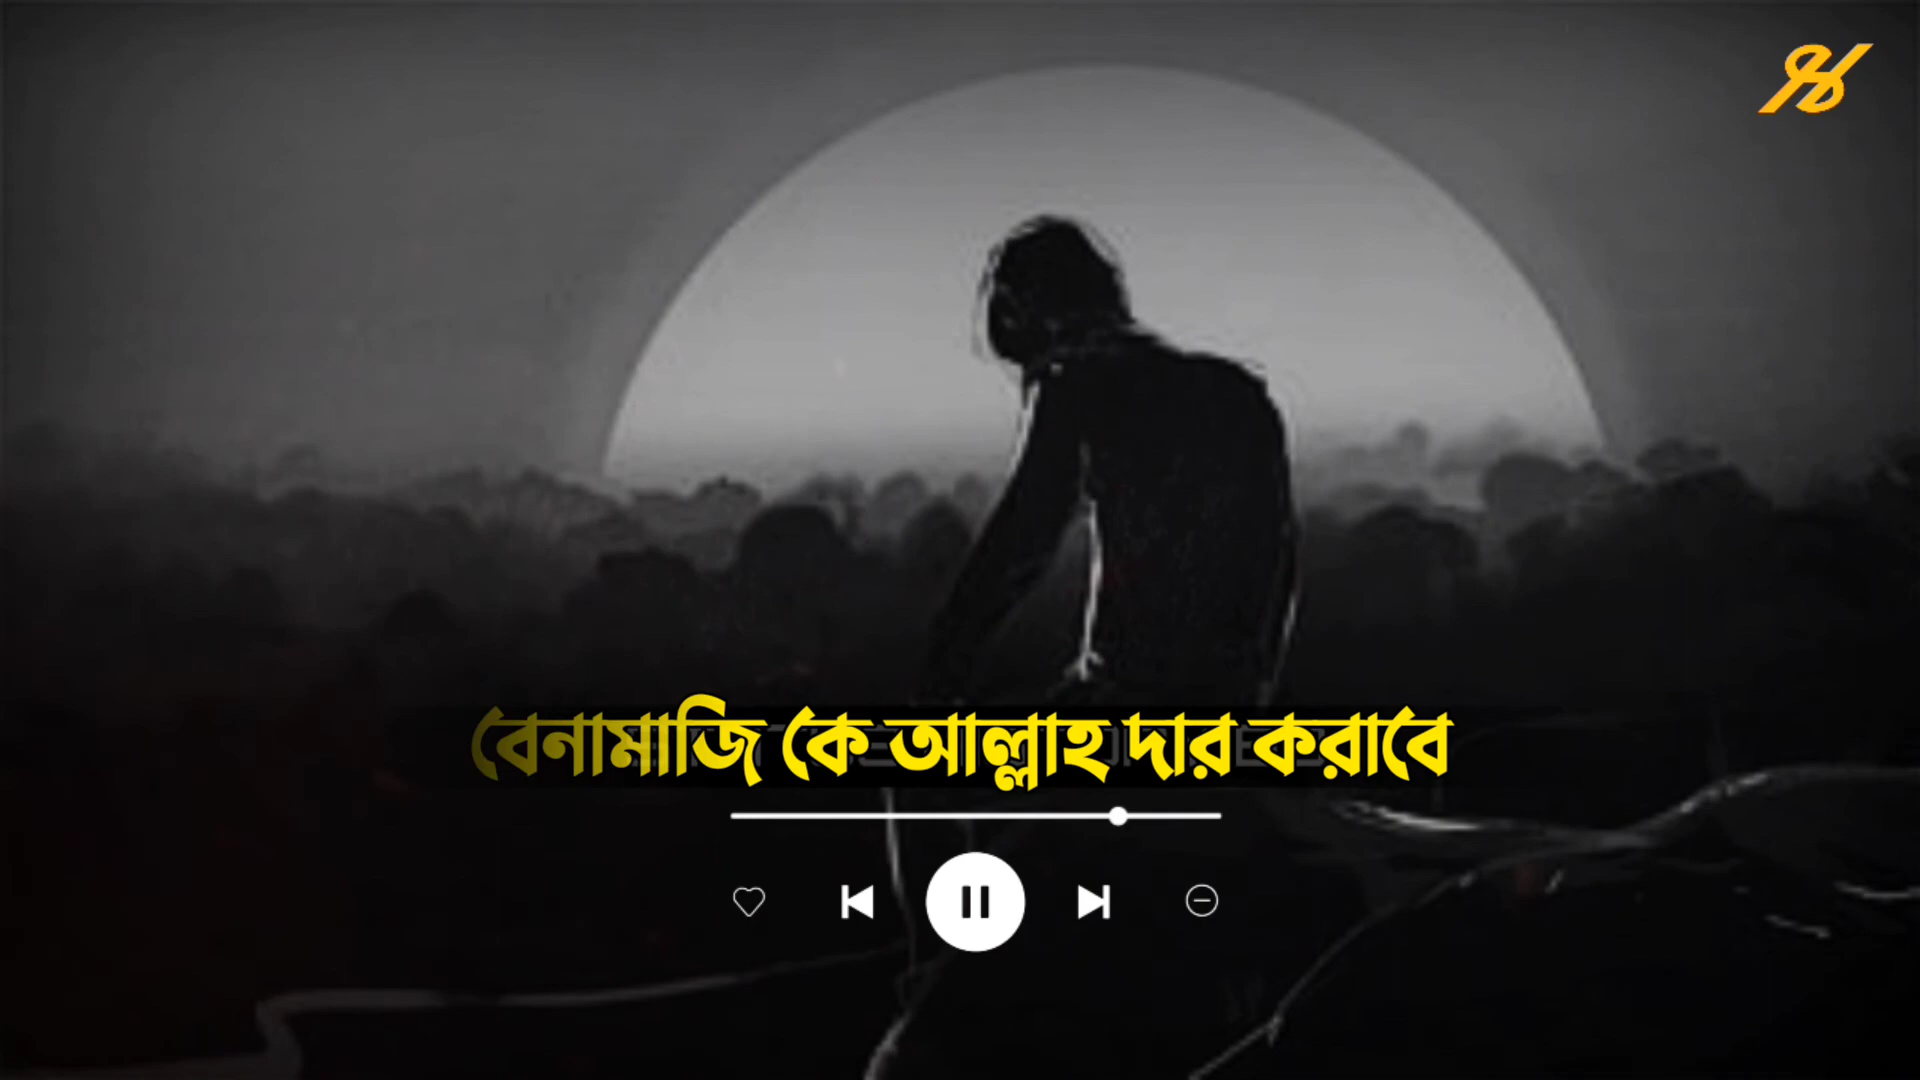 বেনামাজি কে আল্লাহ দার করাবে